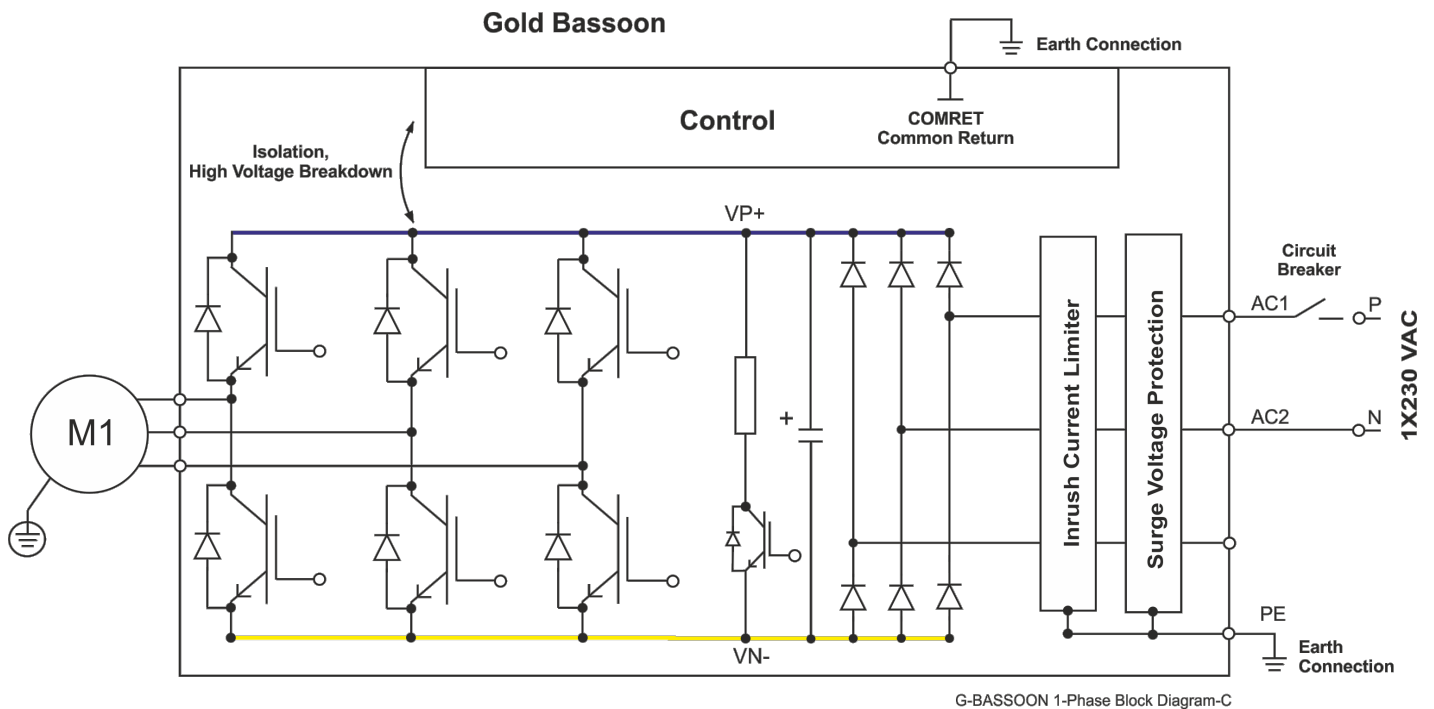 Gold Bassoon
Earth Connection
Control
COMRET
Common Return
Isolation,
High Voltage Breakdown
VP+
Circuit
Breaker
AC1
P
Inrush Current Limiter
Surge Voltage Protection
1X230 VAC
+
M1
AC2
N
PE
VN-
Earth
Connection
G-BASSOON 1-Phase Block Diagram-C